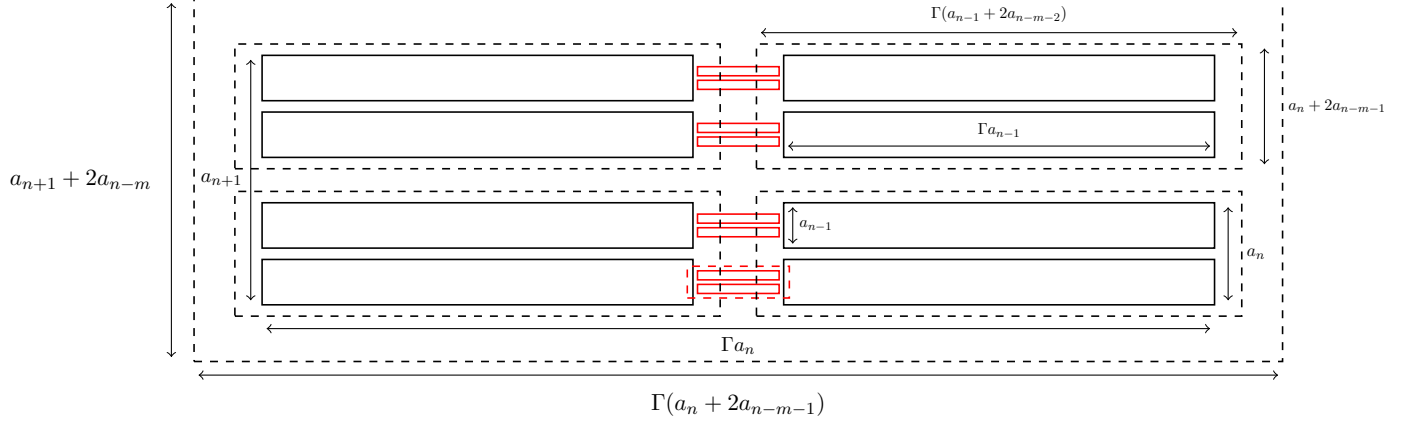 Γ(a_{n−1} + 2a_{n−m−2})
a_n + 2a_{n−m−1}
Γa_{n−1}
a_{n+1} + 2a_{n−m}
a_{n+1}
a_{n−1}
a_n
Γa_n
Γ(a_n + 2a_{n−m−1})